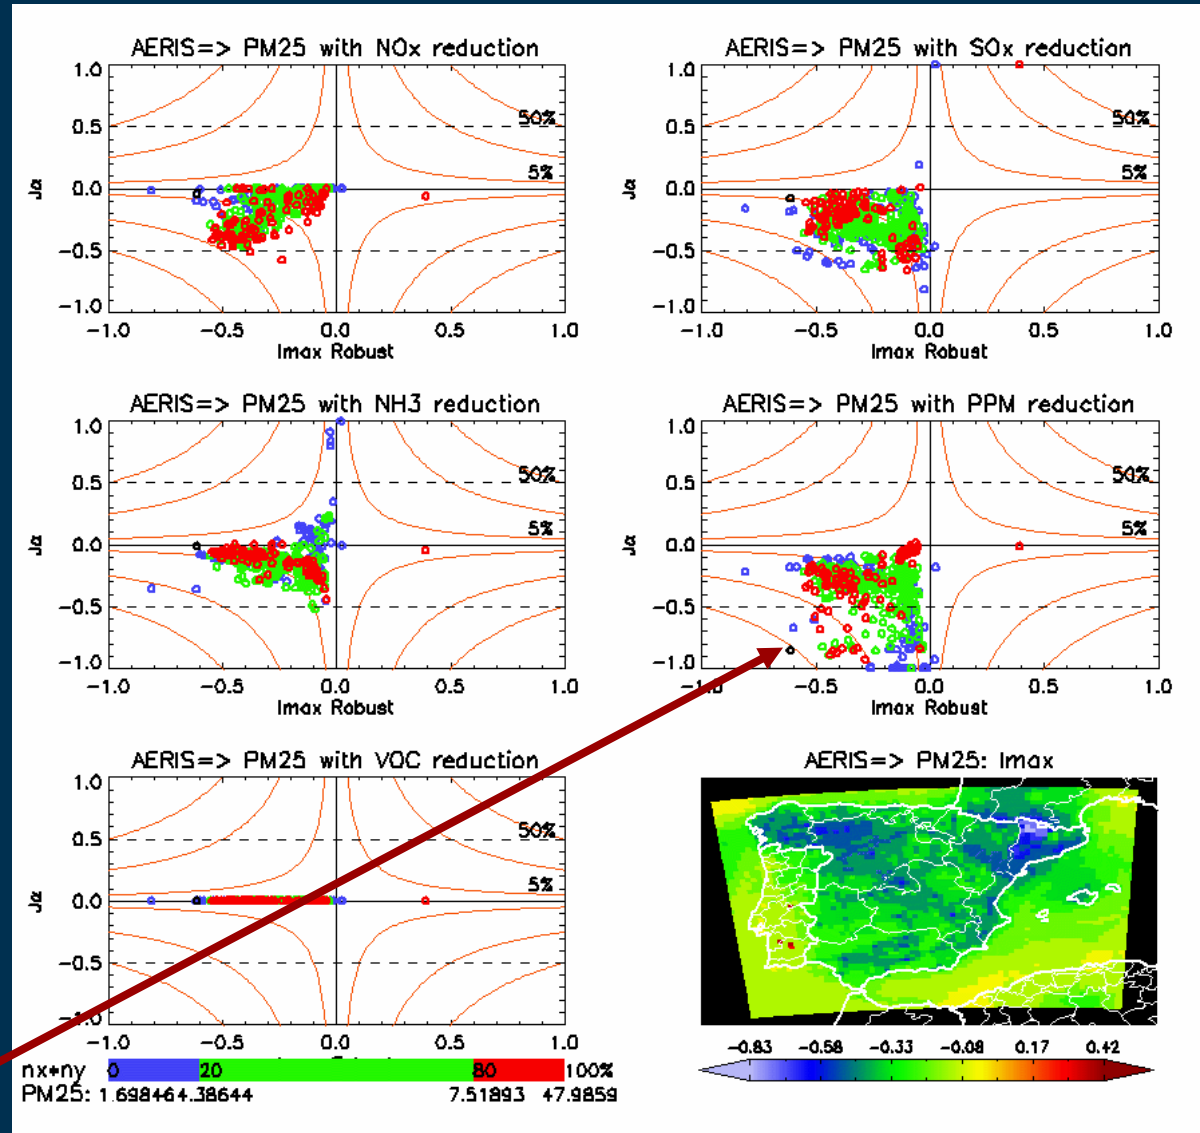 AERIS=> PM25 with NOx reduction
1.0
0.5
0.0
-0.5
-1.0
Jα
50%
5%
-1.0 -0.5 0.0 0.5 1.0
Imax Robust
AERIS=> PM25 with SOx reduction
1.0
0.5
0.0
-0.5
-1.0
Jα
50%
5%
-1.0 -0.5 0.0 0.5 1.0
Imax Robust
AERIS=> PM25 with NH3 reduction
1.0
0.5
0.0
-0.5
-1.0
Jα
50%
5%
-1.0 -0.5 0.0 0.5 1.0
Imax Robust
AERIS=> PM25 with PPM reduction
1.0
0.5
0.0
-0.5
-1.0
Jα
50%
5%
-1.0 -0.5 0.0 0.5 1.0
Imax Robust
AERIS=> PM25 with VOC reduction
1.0
0.5
0.0
-0.5
-1.0
Jα
50%
5%
-1.0 -0.5 0.0 0.5 1.0
AERIS=> PM25: Imax
-0.83 -0.58 -0.33 -0.08 0.17 0.42
nx*ny 0 20 80 100%
PM25: 1.69846 4.38644 7.51893 47.9859